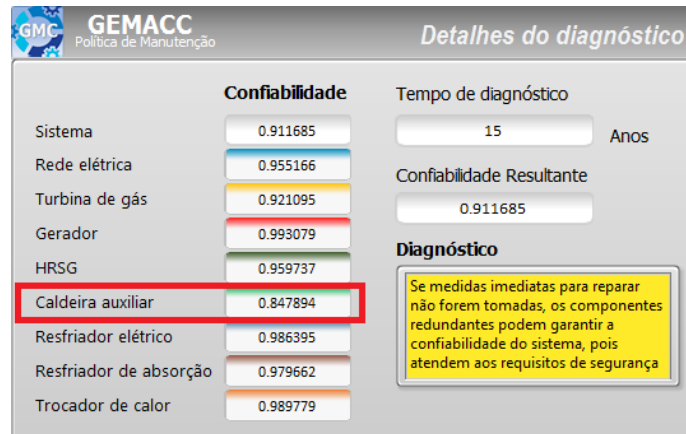 GMC
GEMACC
Política de Manutenção
Detalhes do diagnóstico
Confiabilidade
Sistema 0.911685
Rede elétrica 0.955166
Turbina de gás 0.921095
Gerador 0.993079
HRSG 0.959737
Caldeira auxiliar 0.847894
Resfriador elétrico 0.986395
Resfriador de absorção 0.979662
Trocador de calor 0.989779
Tempo de diagnóstico
15 Anos
Confiabilidade Resultante
0.911685
Diagnóstico
Se medidas imediatas para reparar
não forem tomadas, os componentes
redundantes podem garantir a
confiabilidade do sistema, pois
atendem aos requisitos de segurança